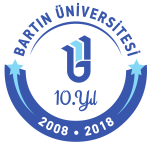 BARTIN ÜNİVERSİTESİ
10.Yıl
2008 • 2018